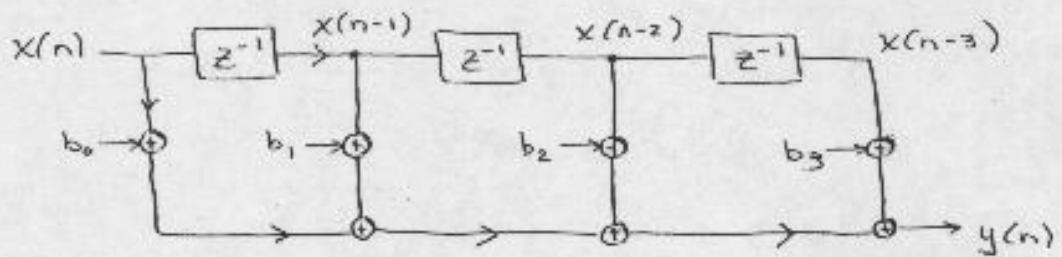 x(n) z⁻¹ x(n-1) z⁻¹ x(n-2) z⁻¹ x(n-3)
b₀ + b₁ + b₂ + b₃ +
+ + + y(n)